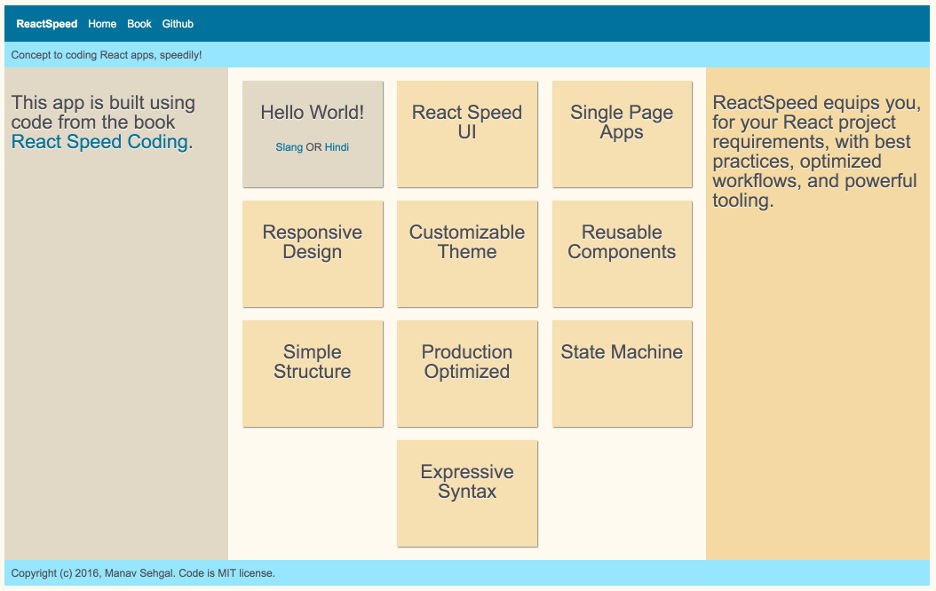 ReactSpeed Home Book Github
Concept to coding React apps, speedily!
This app is built using
code from the book
React Speed Coding.
Hello World!
Slang OR Hindi
React Speed
UI
Single Page
Apps
Responsive
Design
Customizable
Theme
Reusable
Components
Simple
Structure
Production
Optimized
State Machine
Expressive
Syntax
ReactSpeed equips you,
for your React project
requirements, with best
practices, optimized
workflows, and powerful
tooling.
Copyright (c) 2016, Manav Sehgal. Code is MIT license.